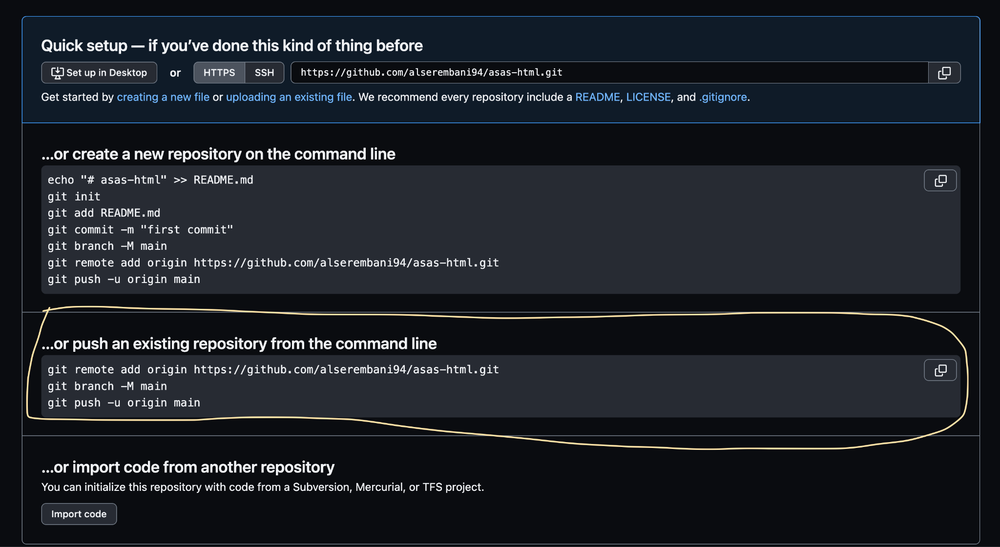 Quick setup — if you’ve done this kind of thing before
Set up in Desktop or HTTPS SSH https://github.com/alserembani94/asas-html.git
Get started by creating a new file or uploading an existing file. We recommend every repository include a README, LICENSE, and .gitignore.
...or create a new repository on the command line
echo "# asas-html" >> README.md
git init
git add README.md
git commit -m "first commit"
git branch -M main
git remote add origin https://github.com/alserembani94/asas-html.git
git push -u origin main
...or push an existing repository from the command line
git remote add origin https://github.com/alserembani94/asas-html.git
git branch -M main
git push -u origin main
...or import code from another repository
You can initialize this repository with code from a Subversion, Mercurial, or TFS project.
Import code